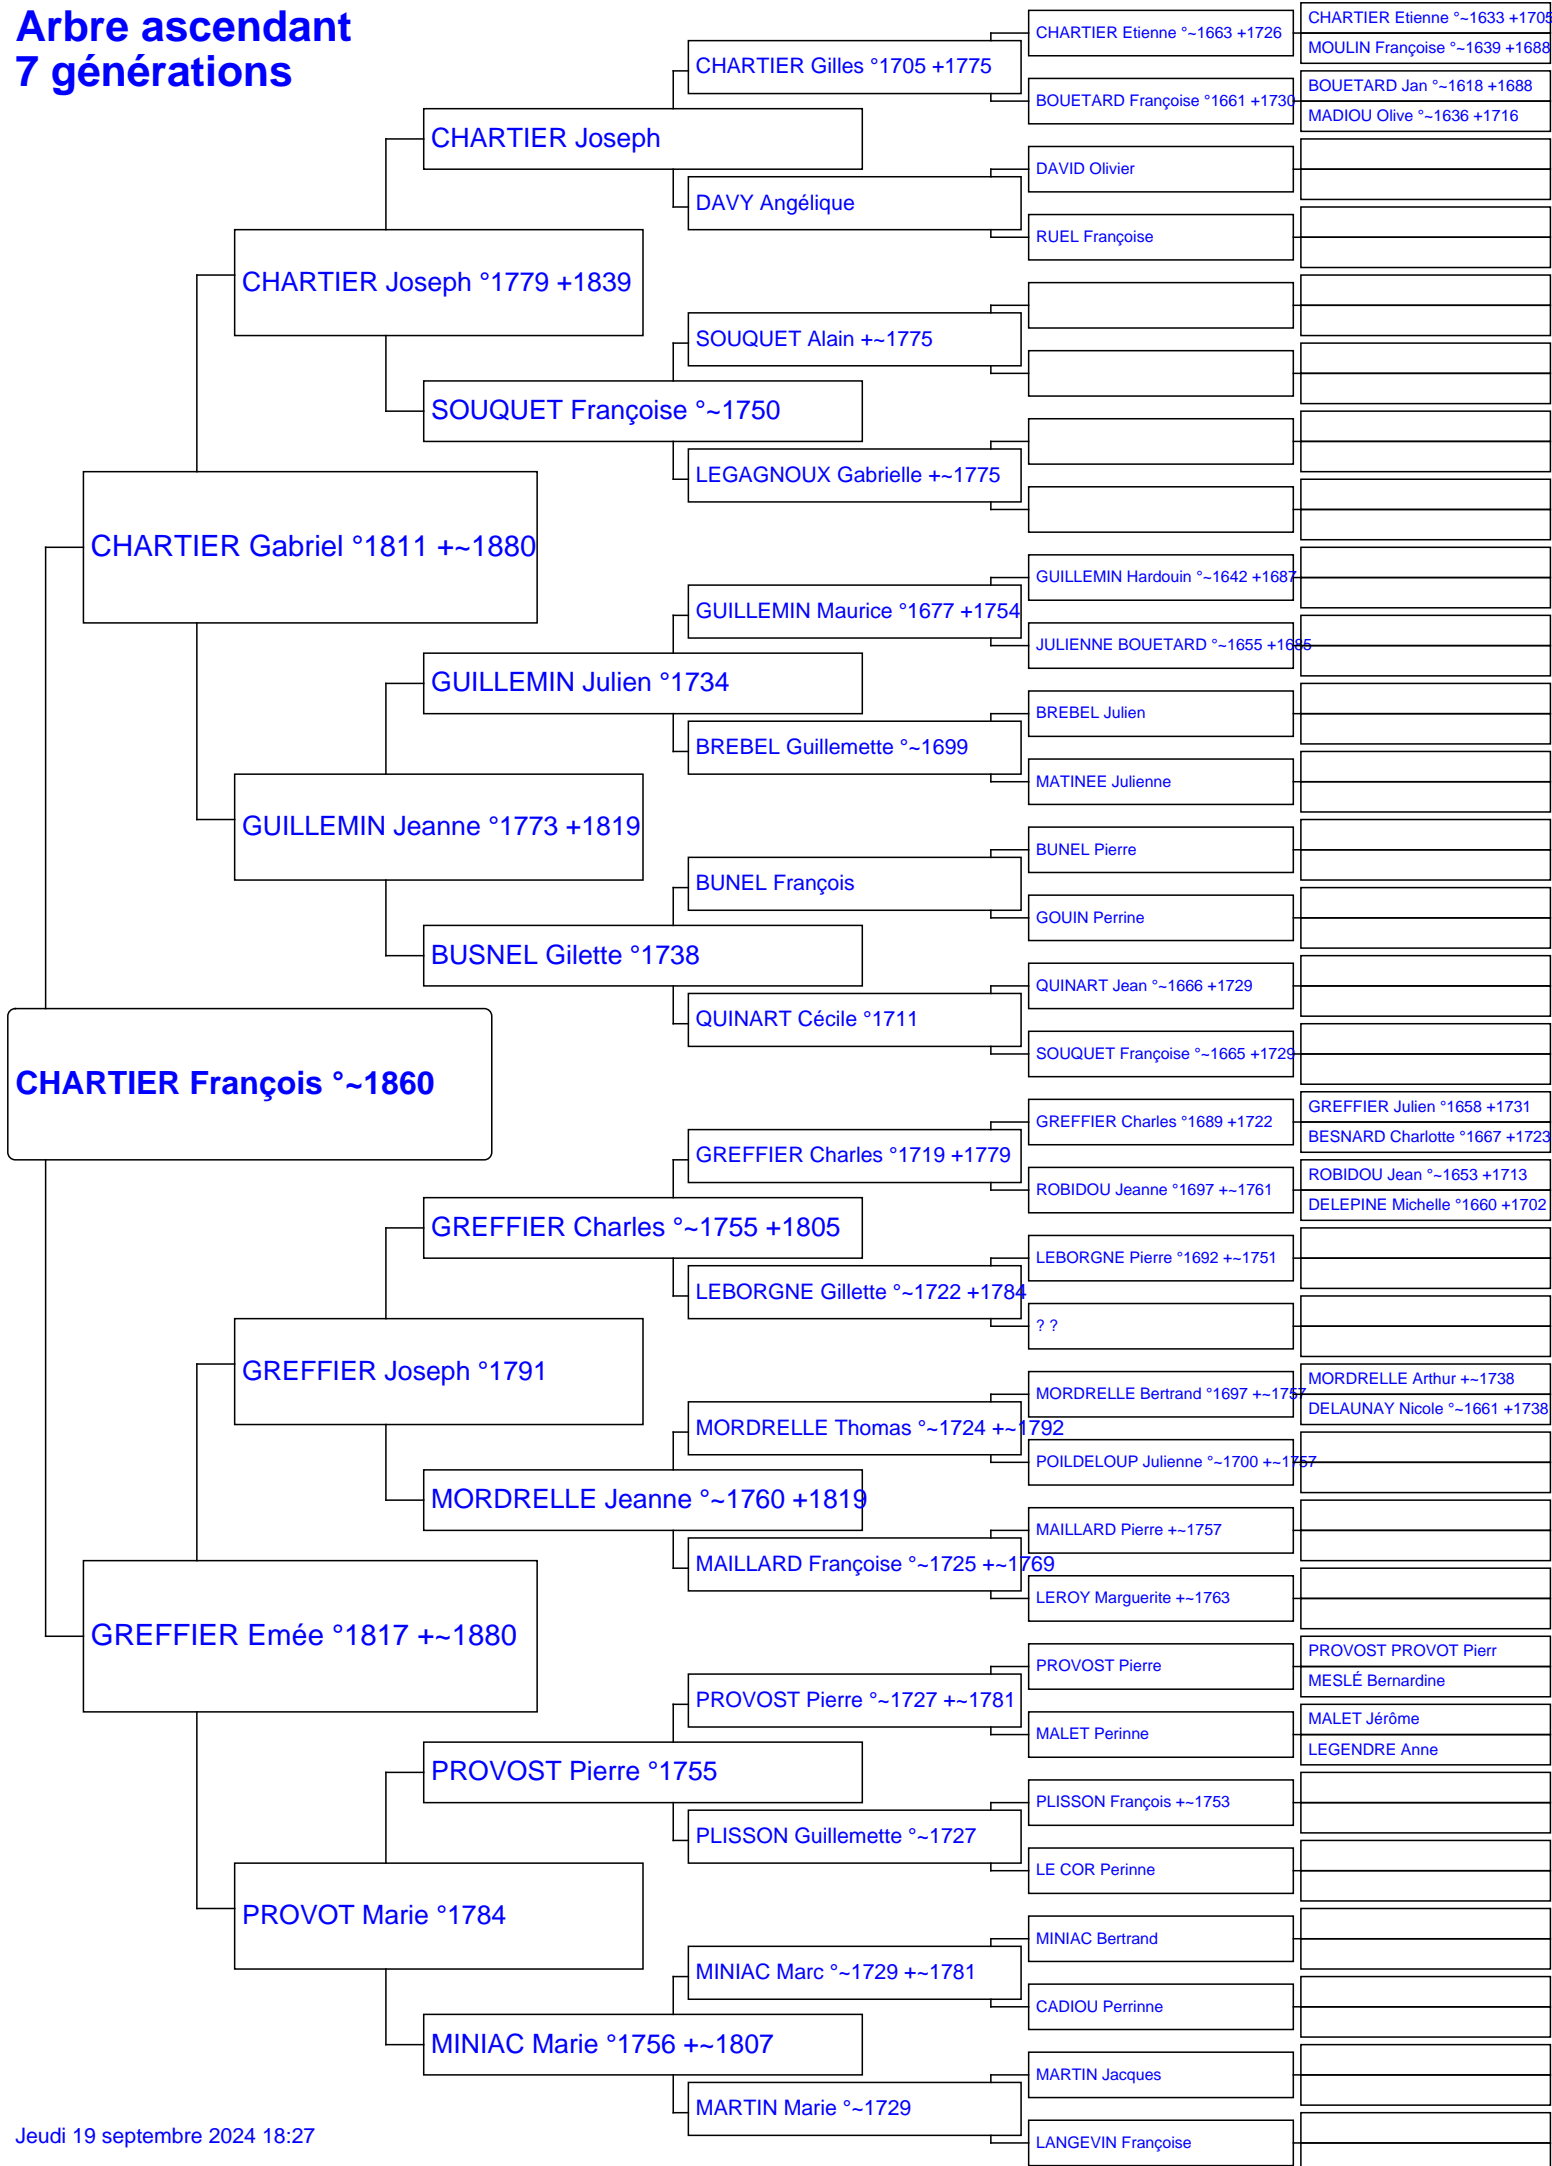 Arbre ascendant
7 générations
CHARTIER François °~1860
CHARTIER Gabriel °1811 +~1880
GREFFIER Emée °1817 +~1880
CHARTIER Joseph °1779 +1839
GUILLEMIN Jeanne °1773 +1819
GREFFIER Joseph °1791
PROVOT Marie °1784
CHARTIER Joseph
SOUQUET Françoise °~1750
GUILLEMIN Julien °1734
BUSNEL Gilette °1738
GREFFIER Charles °~1755 +1805
MORDRELLE Jeanne °~1760 +1819
PROVOST Pierre °1755
MINIAC Marie °1756 +~1807
CHARTIER Gilles °1705 +1775
DAVY Angélique
SOUQUET Alain +~1775
LEGAGNOUX Gabrielle +~1775
GUILLEMIN Maurice °1677 +1754
BREBEL Guillemette °~1699
BUNEL François
QUINART Cécile °1711
GREFFIER Charles °1719 +1779
LEBORGNE Gillette °~1722 +1784
MORDRELLE Thomas °~1724 +~1792
MAILLARD Françoise °~1725 +~1769
PROVOST Pierre °~1727 +~1781
PLISSON Guillemette °~1727
MINIAC Marc °~1729 +~1781
MARTIN Marie °~1729
CHARTIER Etienne °~1663 +1726
BOUETARD Françoise °1661 +1730
DAVID Olivier
RUEL Françoise
GUILLEMIN Hardouin °~1642 +1687
JULIENNE BOUETARD °~1655 +1685
BREBEL Julien
MATINEE Julienne
BUNEL Pierre
GOUIN Perrine
QUINART Jean °~1666 +1729
SOUQUET Françoise °~1665 +1729
GREFFIER Charles °1689 +1722
ROBIDOU Jeanne °1697 +~1761
LEBORGNE Pierre °1692 +~1751
? ?
MORDRELLE Bertrand °1697 +~1757
POILDELOUP Julienne °~1700 +~1757
MAILLARD Pierre +~1757
LEROY Marguerite +~1763
PROVOST Pierre
MALET Perinne
PLISSON François +~1753
LE COR Perinne
MINIAC Bertrand
CADIOU Perrinne
MARTIN Jacques
LANGEVIN Françoise
CHARTIER Etienne °~1633 +1705
MOULIN Françoise °~1639 +1688
BOUETARD Jan °~1618 +1688
MADIOU Olive °~1636 +1716
GREFFIER Julien °1658 +1731
BESNARD Charlotte °1667 +1723
ROBIDOU Jean °~1653 +1713
DELEPINE Michelle °1660 +1702
MORDRELLE Arthur +~1738
DELAUNAY Nicole °~1661 +1738
PROVOST PROVOT Pierr
MESLÉ Bernardine
MALET Jérôme
LEGENDRE Anne
Jeudi 19 septembre 2024 18:27